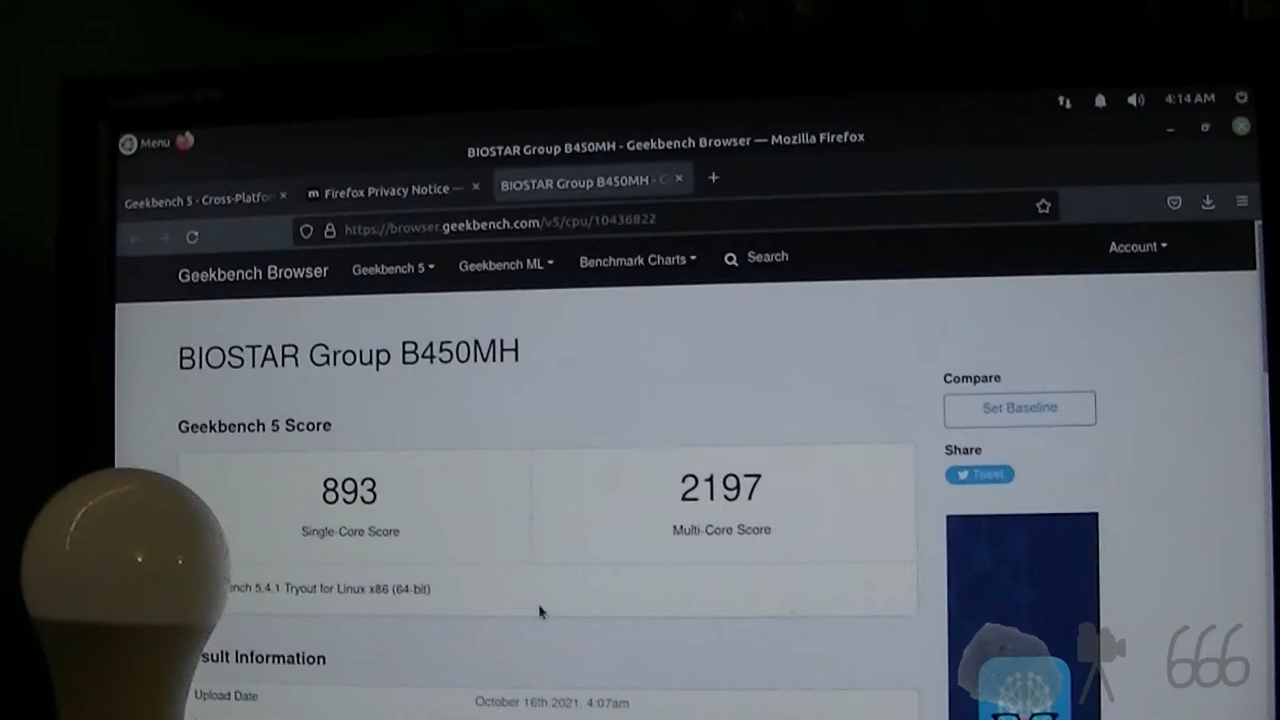 4:14 AM
Menu
BIOSTAR Group B450MH - Geekbench Browser — Mozilla Firefox
Geekbench 5 - Cross-Platfo
m Firefox Privacy Notice —
BIOSTAR Group B450MH - G
https://browser.geekbench.com/v5/cpu/10436822
Geekbench Browser Geekbench 5 Geekbench ML Benchmark Charts Search Account
BIOSTAR Group B450MH
Compare
Set Baseline
Geekbench 5 Score
Share
Tweet
893 2197
Single-Core Score Multi-Core Score
nch 5.4.1 Tryout for Linux x86 (64-bit)
sult Information
Upload Date October 16th 2021, 4:07am
666